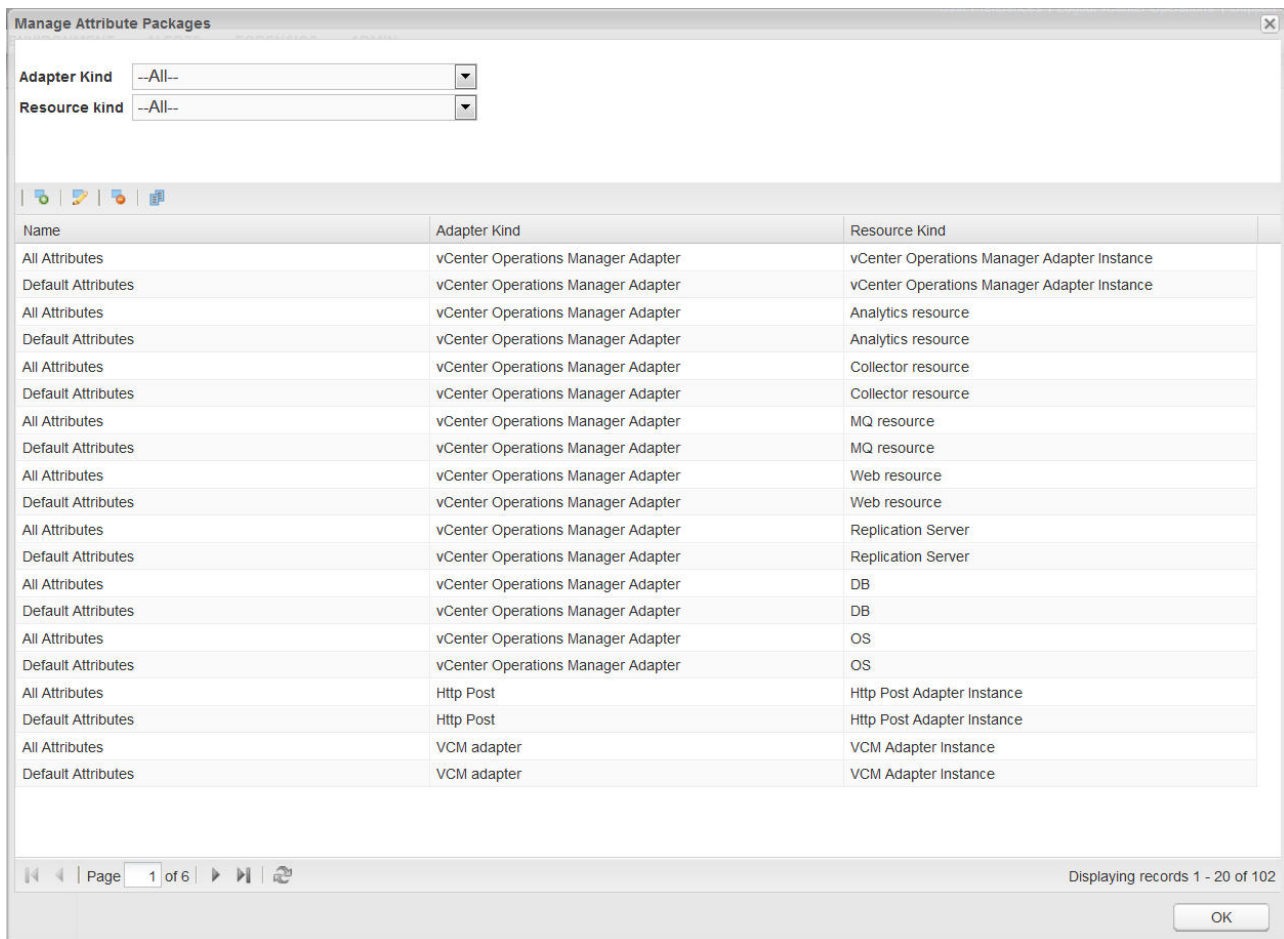 Manage Attribute Packages
Adapter Kind --All--
Resource kind --All--
Name Adapter Kind Resource Kind
All Attributes vCenter Operations Manager Adapter vCenter Operations Manager Adapter Instance
Default Attributes vCenter Operations Manager Adapter vCenter Operations Manager Adapter Instance
All Attributes vCenter Operations Manager Adapter Analytics resource
Default Attributes vCenter Operations Manager Adapter Analytics resource
All Attributes vCenter Operations Manager Adapter Collector resource
Default Attributes vCenter Operations Manager Adapter Collector resource
All Attributes vCenter Operations Manager Adapter MQ resource
Default Attributes vCenter Operations Manager Adapter MQ resource
All Attributes vCenter Operations Manager Adapter Web resource
Default Attributes vCenter Operations Manager Adapter Web resource
All Attributes vCenter Operations Manager Adapter Replication Server
Default Attributes vCenter Operations Manager Adapter Replication Server
All Attributes vCenter Operations Manager Adapter DB
Default Attributes vCenter Operations Manager Adapter DB
All Attributes vCenter Operations Manager Adapter OS
Default Attributes vCenter Operations Manager Adapter OS
All Attributes Http Post Http Post Adapter Instance
Default Attributes Http Post Http Post Adapter Instance
All Attributes VCM adapter VCM Adapter Instance
Default Attributes VCM adapter VCM Adapter Instance
Page 1 of 6 Displaying records 1 - 20 of 102
OK